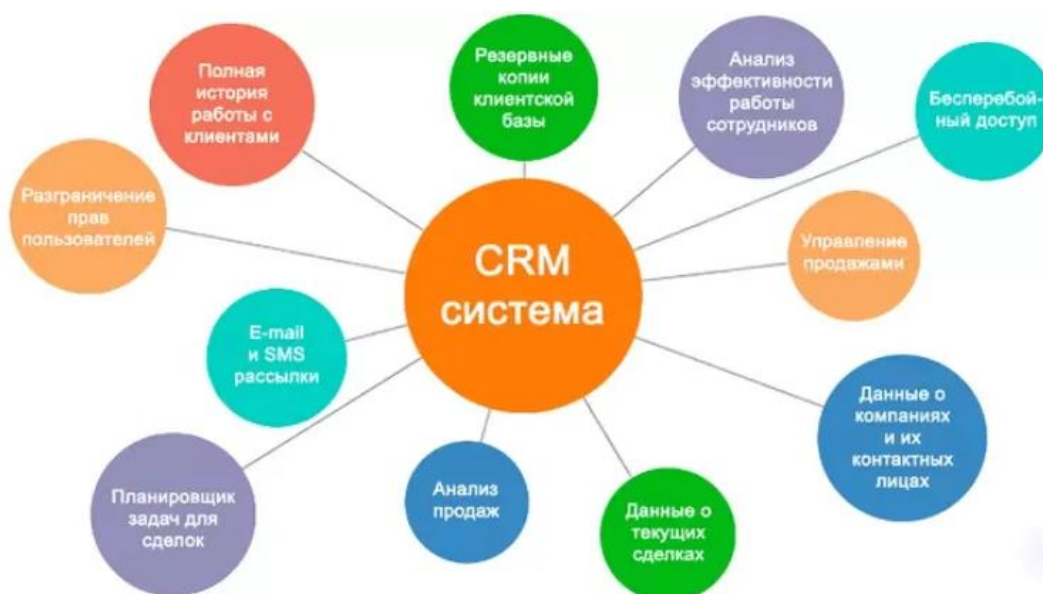 Полная
история
работы с
клиентами
Резервные
копии
клиентской
базы
Анализ
эффективности
работы
сотрудников
Бесперебой-
ный доступ
Разграничение
прав
пользователей
CRM
система
Управление
продажами
E-mail
и SMS
рассылки
Данные о
компаниях
и их
контактных
лицах
Планировщик
задач для
сделок
Анализ
продаж
Данные о
текущих
сделках